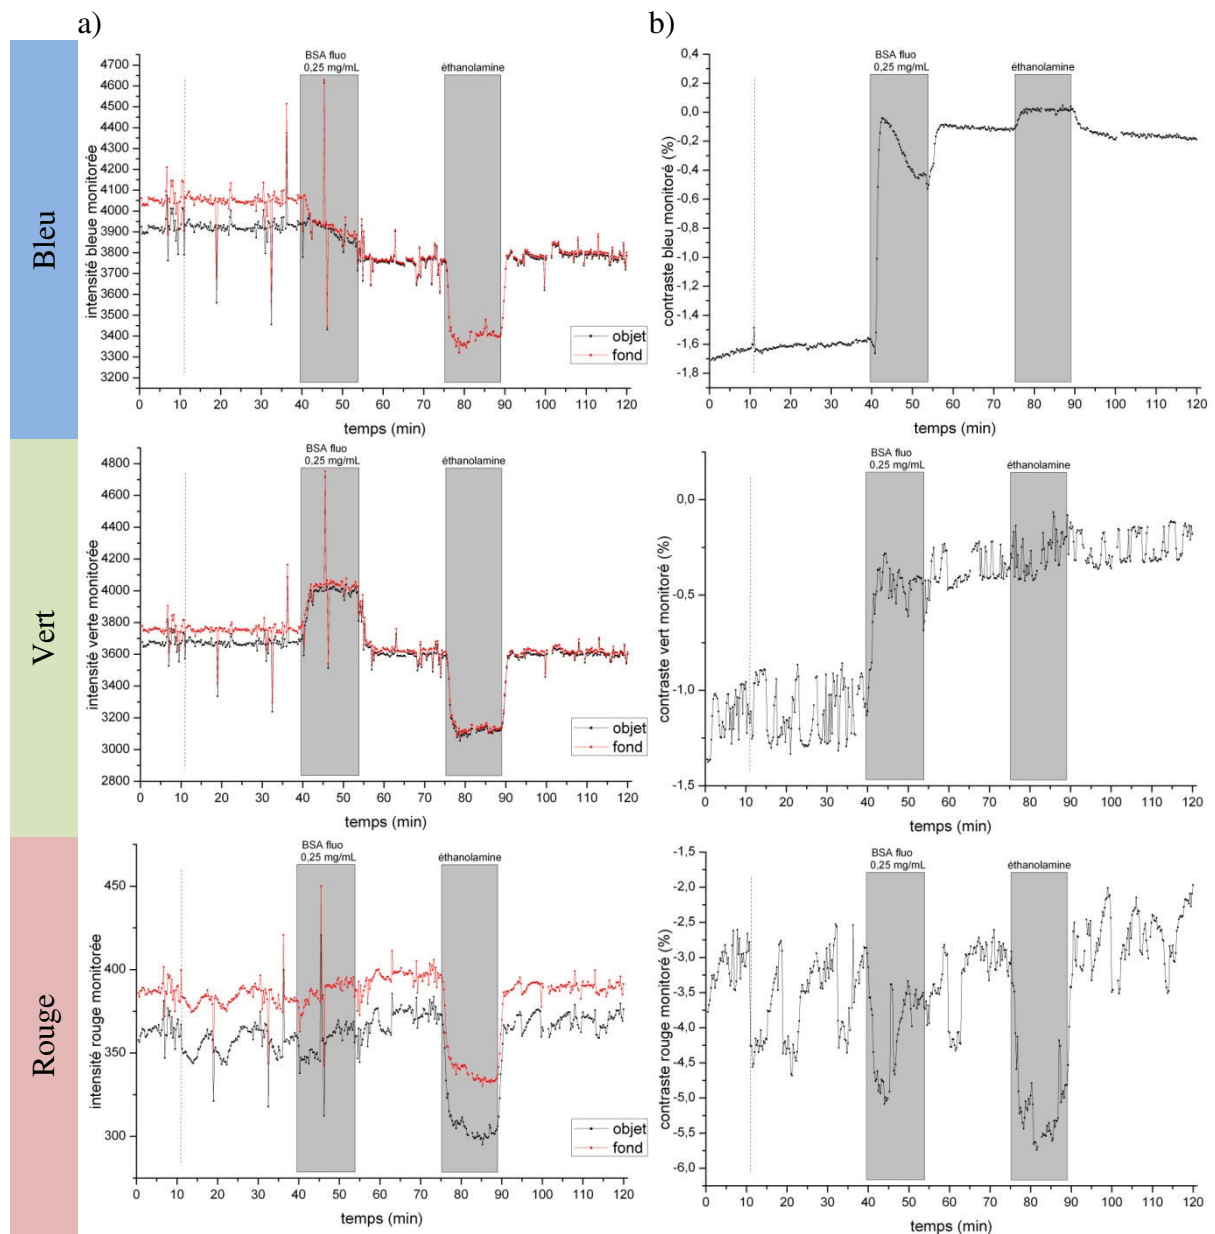 a)
b)
Bleu
BSA fluo
0,25 mg/mL
éthanolamine
4700
4600
4500
4400
4300
4200
4100
4000
3900
3800
3700
3600
3500
3400
3300
3200
intensité bleue monitorée
objet
fond
0 10 20 30 40 50 60 70 80 90 100 110 120
temps (min)
BSA fluo
0,25 mg/mL
éthanolamine
0,4
0,2
0,0
-0,2
-0,4
-0,6
-0,8
-1,0
-1,2
-1,4
-1,6
-1,8
contraste bleu monitoré (%)
0 10 20 30 40 50 60 70 80 90 100 110 120
temps (min)
Vert
BSA fluo
0,25 mg/mL
éthanolamine
4800
4600
4400
4200
4000
3800
3600
3400
3200
3000
2800
intensité verte monitorée
objet
fond
0 10 20 30 40 50 60 70 80 90 100 110 120
temps (min)
BSA fluo
0,25 mg/mL
éthanolamine
0,0
-0,5
-1,0
-1,5
contraste vert monitoré (%)
0 10 20 30 40 50 60 70 80 90 100 110 120
temps (min)
Rouge
BSA fluo
0,25 mg/mL
éthanolamine
450
400
350
300
intensité rouge monitorée
objet
fond
0 10 20 30 40 50 60 70 80 90 100 110 120
temps (min)
BSA fluo
0,25 mg/mL
éthanolamine
-1,5
-2,0
-2,5
-3,0
-3,5
-4,0
-4,5
-5,0
-5,5
-6,0
contraste rouge monitoré (%)
0 10 20 30 40 50 60 70 80 90 100 110 120
temps (min)